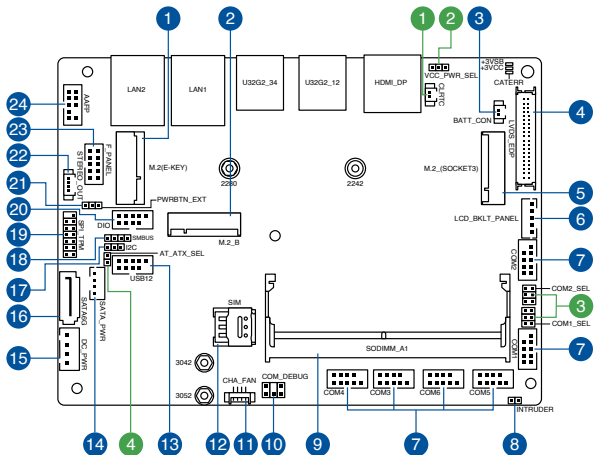 1
2
1
2
3
LAN2
LAN1
U32G2_34
U32G2_12
HDMI_DP
VCC_PWR_SEL
CLRTC
+3VSB
+3VCC
CATERR
BATT_CON
LVDS_EDP
4
24
AAFP
23
F_PANEL
22
STEREO_OUT
M.2(E-KEY)
2280
2242
M.2_(SOCKET3)
5
21
PWRBTN_EXT
20
DIO
M.2_B
LCD_BKLT_PANEL
6
19
SPI_TPM
18
SMBUS
I2C
17
AT_ATX_SEL
USB12
COM2
7
COM2_SEL
3
COM1_SEL
16
SATA6G
SATA_PWR
SIM
SODIMM_A1
COM1
7
15
DC_PWR
3042
3052
CHA_FAN
COM_DEBUG
COM4
COM3
COM6
COM5
INTRUDER
14
4
13
12
11
10
9
7
8